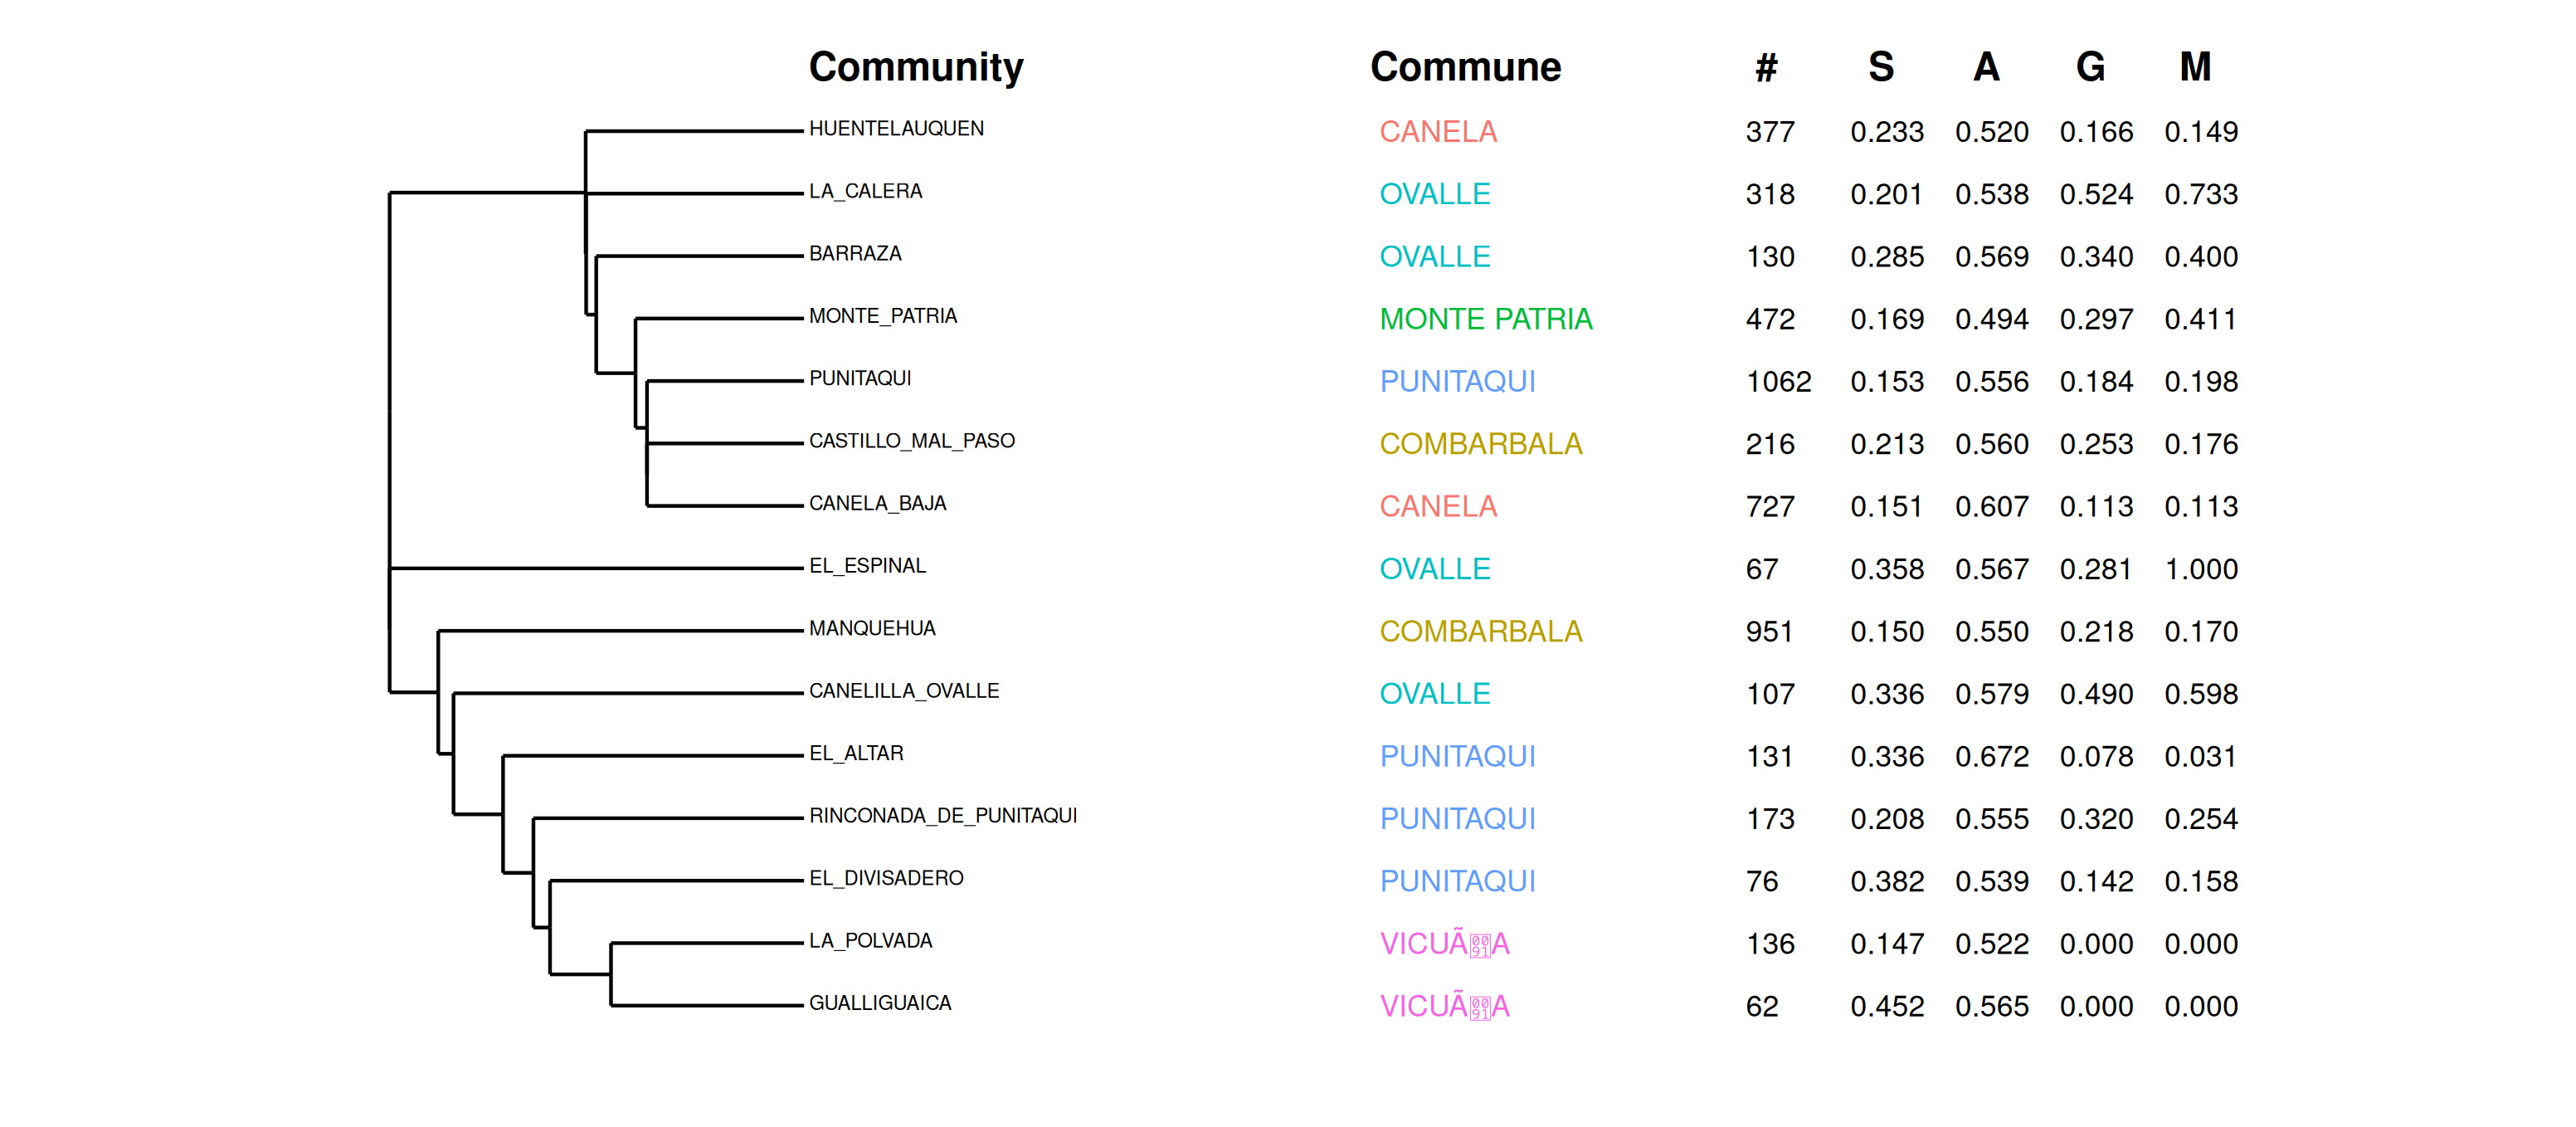 Community Commune # S A G M
HUENTELAUQUEN CANELA 377 0.233 0.520 0.166 0.149
LA_CALERA OVALLE 318 0.201 0.538 0.524 0.733
BARRAZA OVALLE 130 0.285 0.569 0.340 0.400
MONTE_PATRIA MONTE PATRIA 472 0.169 0.494 0.297 0.411
PUNITAQUI PUNITAQUI 1062 0.153 0.556 0.184 0.198
CASTILLO_MAL_PASO COMBARBALA 216 0.213 0.560 0.253 0.176
CANELA_BAJA CANELA 727 0.151 0.607 0.113 0.113
EL_ESPINAL OVALLE 67 0.358 0.567 0.281 1.000
MANQUEHUA COMBARBALA 951 0.150 0.550 0.218 0.170
CANELILLA_OVALLE OVALLE 107 0.336 0.579 0.490 0.598
EL_ALTAR PUNITAQUI 131 0.336 0.672 0.078 0.031
RINCONADA_DE_PUNITAQUI PUNITAQUI 173 0.208 0.555 0.320 0.254
EL_DIVISADERO PUNITAQUI 76 0.382 0.539 0.142 0.158
LA_POLVADA VICUÃ\u0091A 136 0.147 0.522 0.000 0.000
GUALLIGUAICA VICUÃ\u0091A 62 0.452 0.565 0.000 0.000